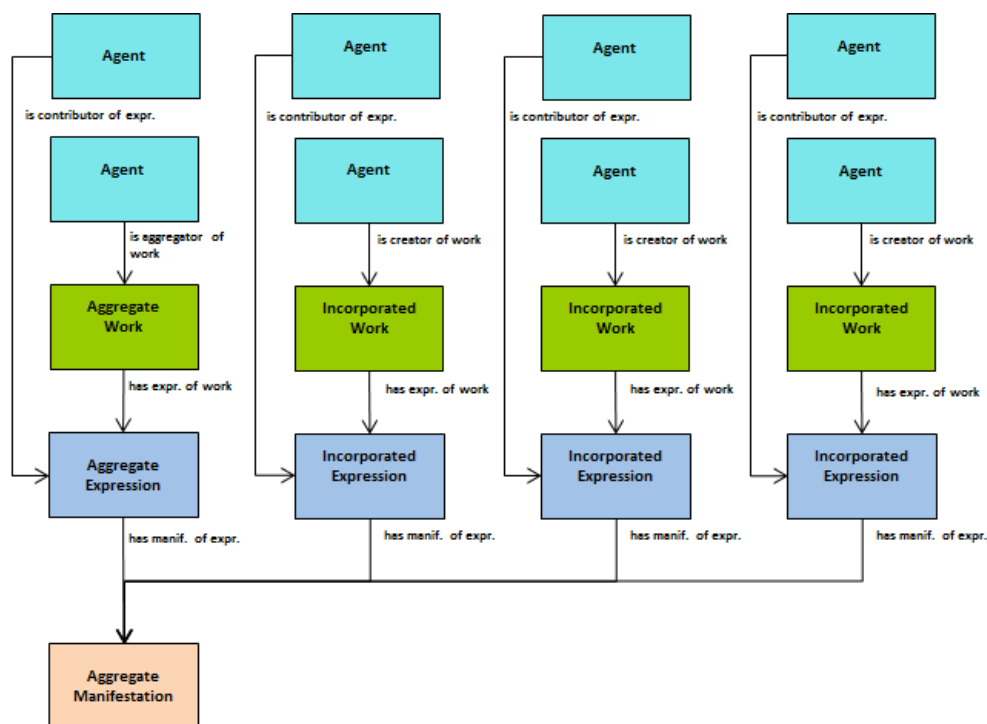 Agent
Agent
Agent
Agent
is contributor of expr.
is contributor of expr.
is contributor of expr.
is contributor of expr.
Agent
Agent
Agent
Agent
is aggregator of
work
is creator of work
is creator of work
is creator of work
Aggregate
Work
Incorporated
Work
Incorporated
Work
Incorporated
Work
has expr. of work
has expr. of work
has expr. of work
has expr. of work
Aggregate
Expression
Incorporated
Expression
Incorporated
Expression
Incorporated
Expression
has manif. of expr.
has manif. of expr.
has manif. of expr.
has manif. of expr.
Aggregate
Manifestation